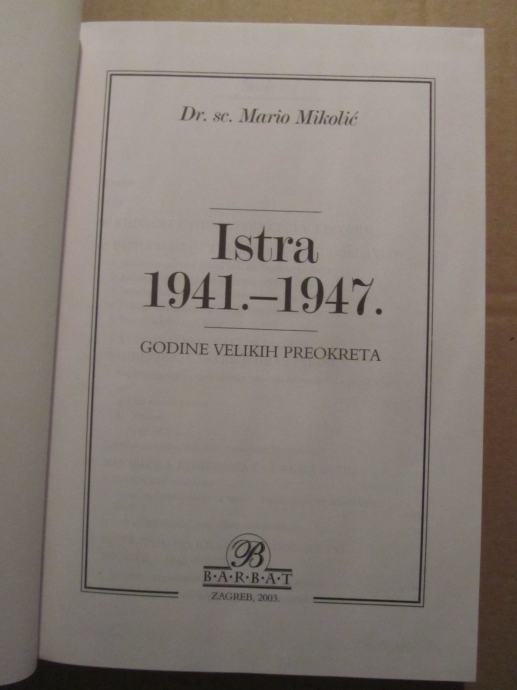 Dr. sc. Mario Mikolić
Istra
1941.–1947.
GODINE VELIKIH PREOKRETA
B
B·A·R·B·A·T
ZAGREB, 2003.